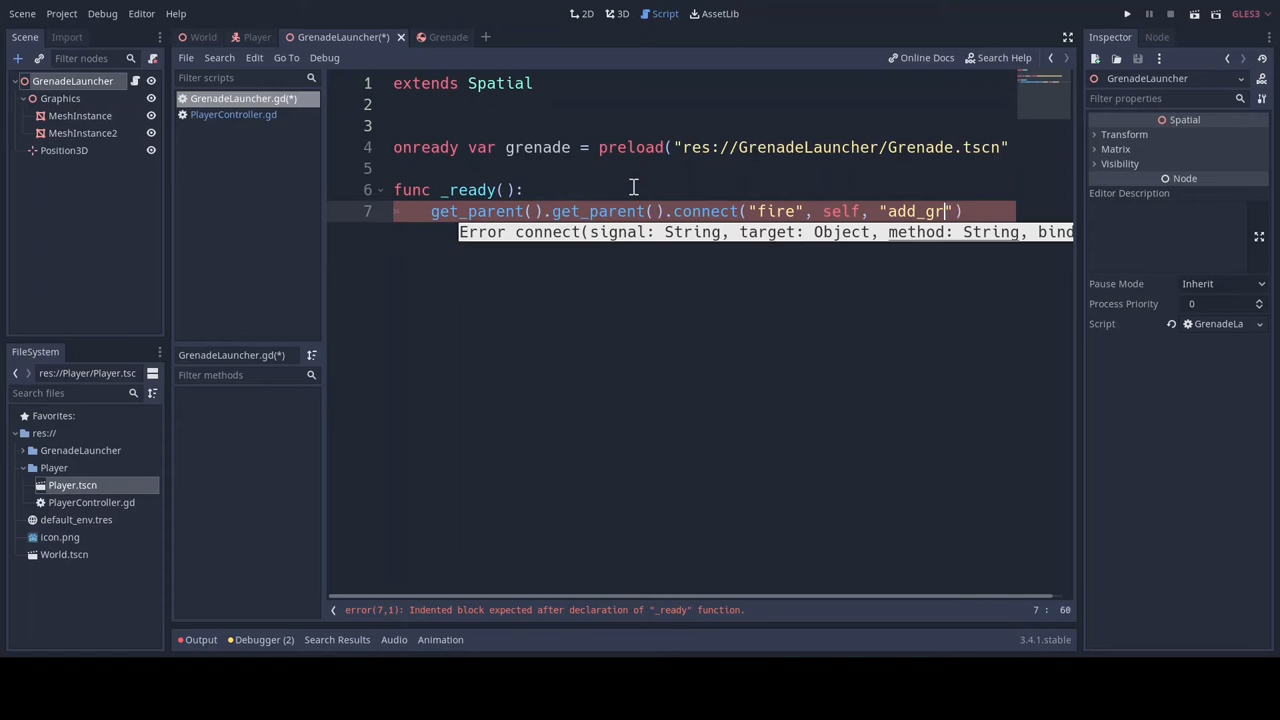 Scene Project Debug Editor Help
2D 3D Script AssetLib
GLES3
Scene Import
World Player GrenadeLauncher(*) Grenade
Inspector Node
Filter nodes
File Search Edit Go To Debug
Online Docs Search Help
GrenadeLauncher
Graphics
MeshInstance
MeshInstance2
Position3D
Filter scripts
GrenadeLauncher.gd(*)
PlayerController.gd
GrenadeLauncher.gd(*)
Filter methods
1 extends Spatial
2
3
4 onready var grenade = preload("res://GrenadeLauncher/Grenade.tscn"
5
6 func _ready():
7 get_parent().get_parent().connect("fire", self, "add_gr")
Error connect(signal: String, target: Object, method: String, bind
error(7,1): Indented block expected after declaration of "_ready" function.
7 : 60
Output Debugger (2) Search Results Audio Animation
3.4.1.stable
FileSystem
res://Player/Player.tsc
Search files
Favorites:
res://
GrenadeLauncher
Player
Player.tscn
PlayerController.gd
default_env.tres
icon.png
World.tscn
GrenadeLauncher
Filter properties
Spatial
Transform
Matrix
Visibility
Node
Editor Description
Pause Mode Inherit
Process Priority 0
Script GrenadeLa